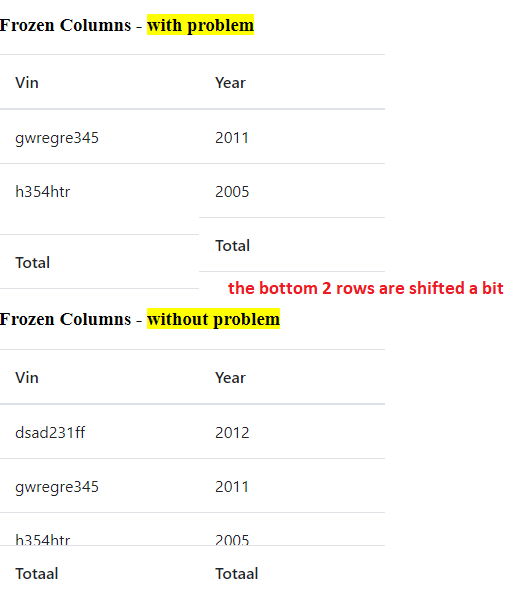 Frozen Columns - with problem
Vin Year
gwregre345 2011
h354htr 2005
Total
Total
the bottom 2 rows are shifted a bit
Frozen Columns - without problem
Vin Year
dsad231ff 2012
gwregre345 2011
h354htr 2005
Totaal Totaal